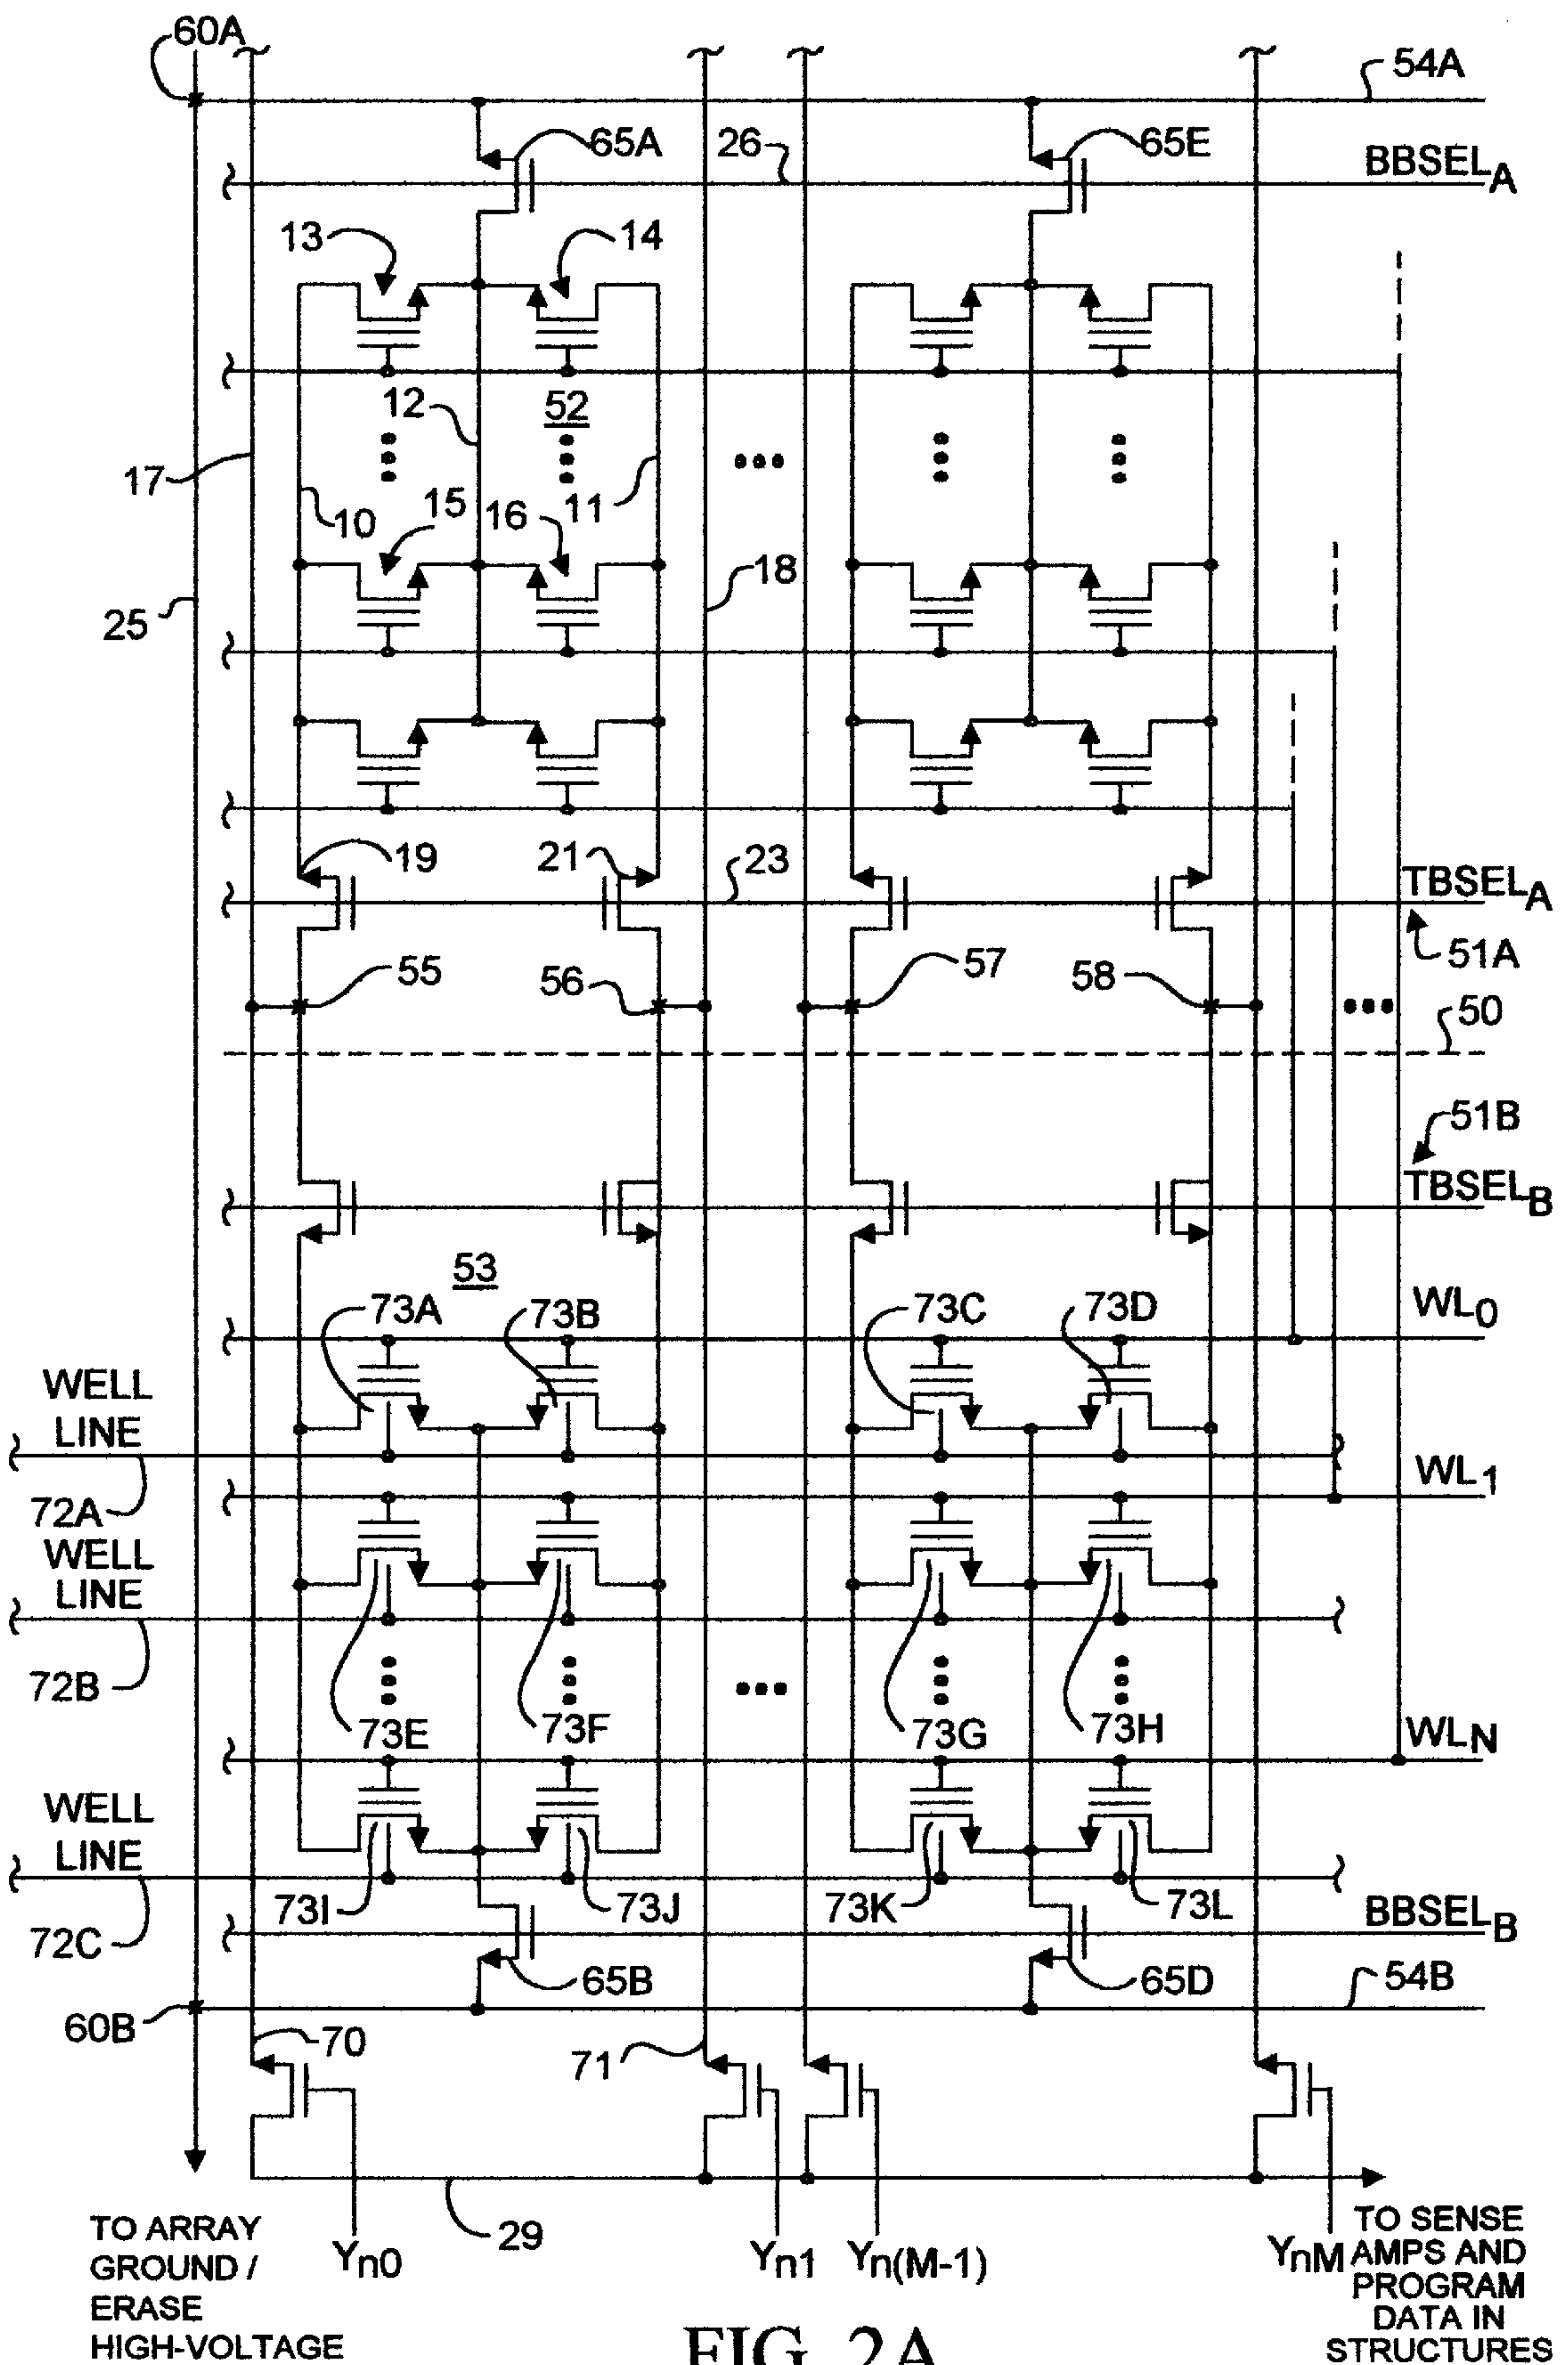 60A
54A
65A
26
65E
BBSELA
13
14
12
52
17
10
15
16
11
18
25
19
21
23
TBSELA
51A
55
56
57
58
50
51B
TBSELB
53
73A
73B
73C
73D
WL0
WELL
LINE
72A
WL1
WELL
LINE
72B
73E
73F
73G
73H
WLN
WELL
LINE
72C
73I
73J
73K
73L
BBSELB
65B
65D
54B
60B
70
71
29
Yn0
Yn1
Yn(M-1)
YnM
TO ARRAY
GROUND /
ERASE
HIGH-VOLTAGE
TO SENSE
AMPS AND
PROGRAM
DATA IN
STRUCTURES
FIG. 2A